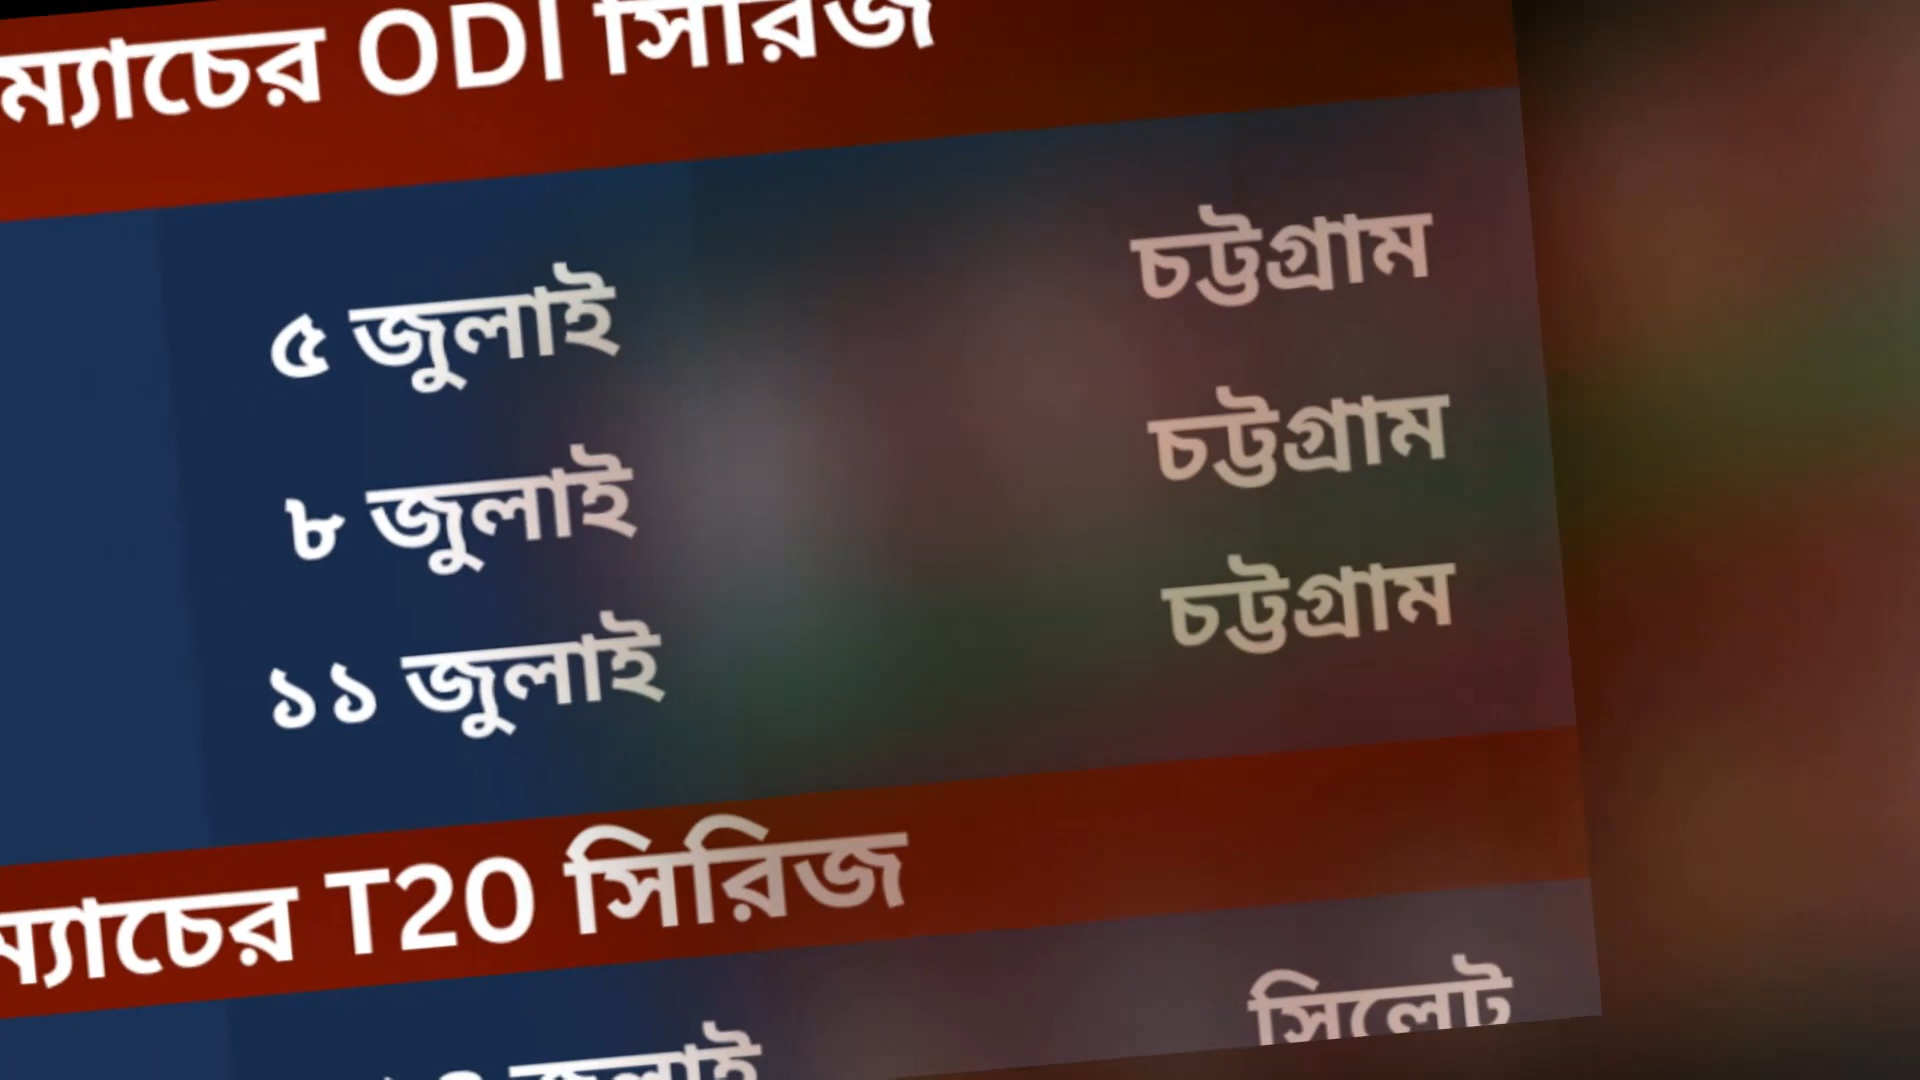 ম্যাচের ODI সিরিজ
৫ জুলাই চট্টগ্রাম
৮ জুলাই চট্টগ্রাম
১১ জুলাই চট্টগ্রাম
ম্যাচের T20 সিরিজ
জুলাই সিলেট